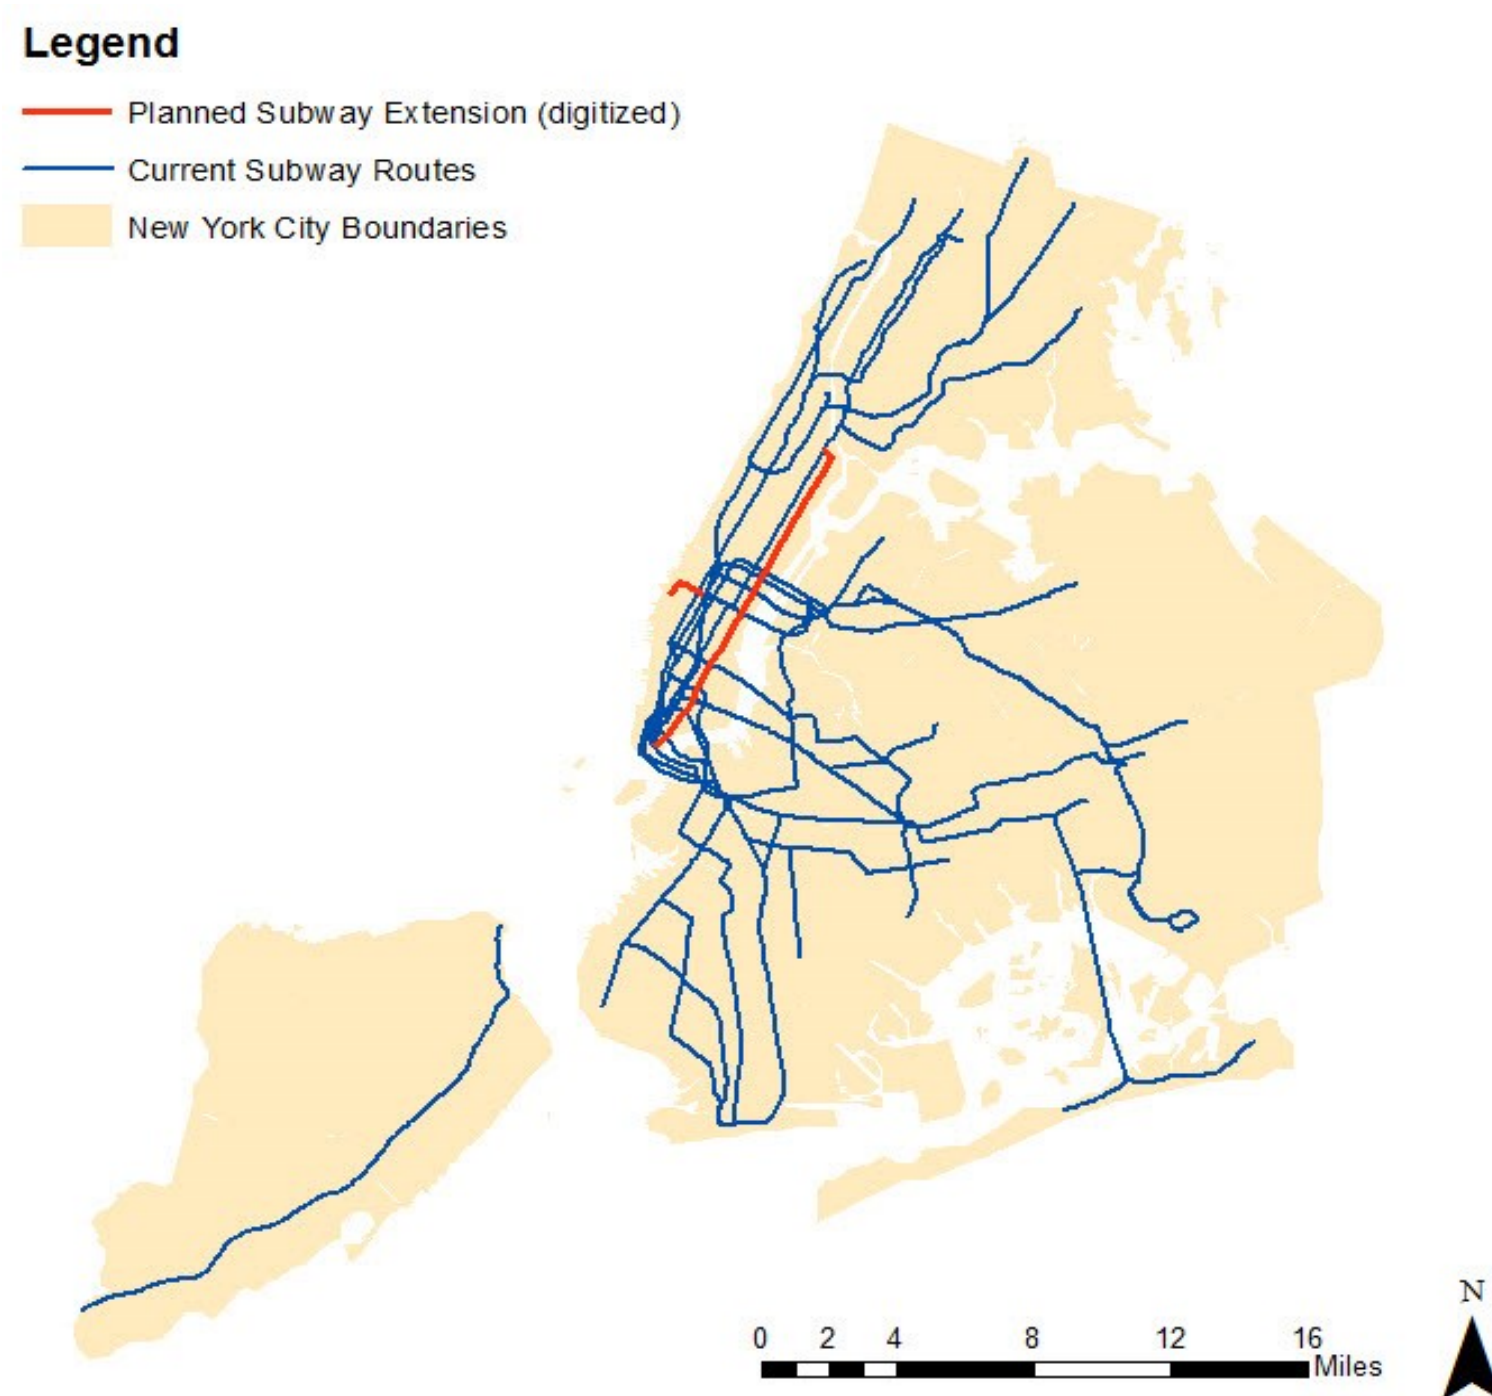 Legend
Planned Subway Extension (digitized)
Current Subway Routes
New York City Boundaries
N
0 2 4 8 12 16
Miles